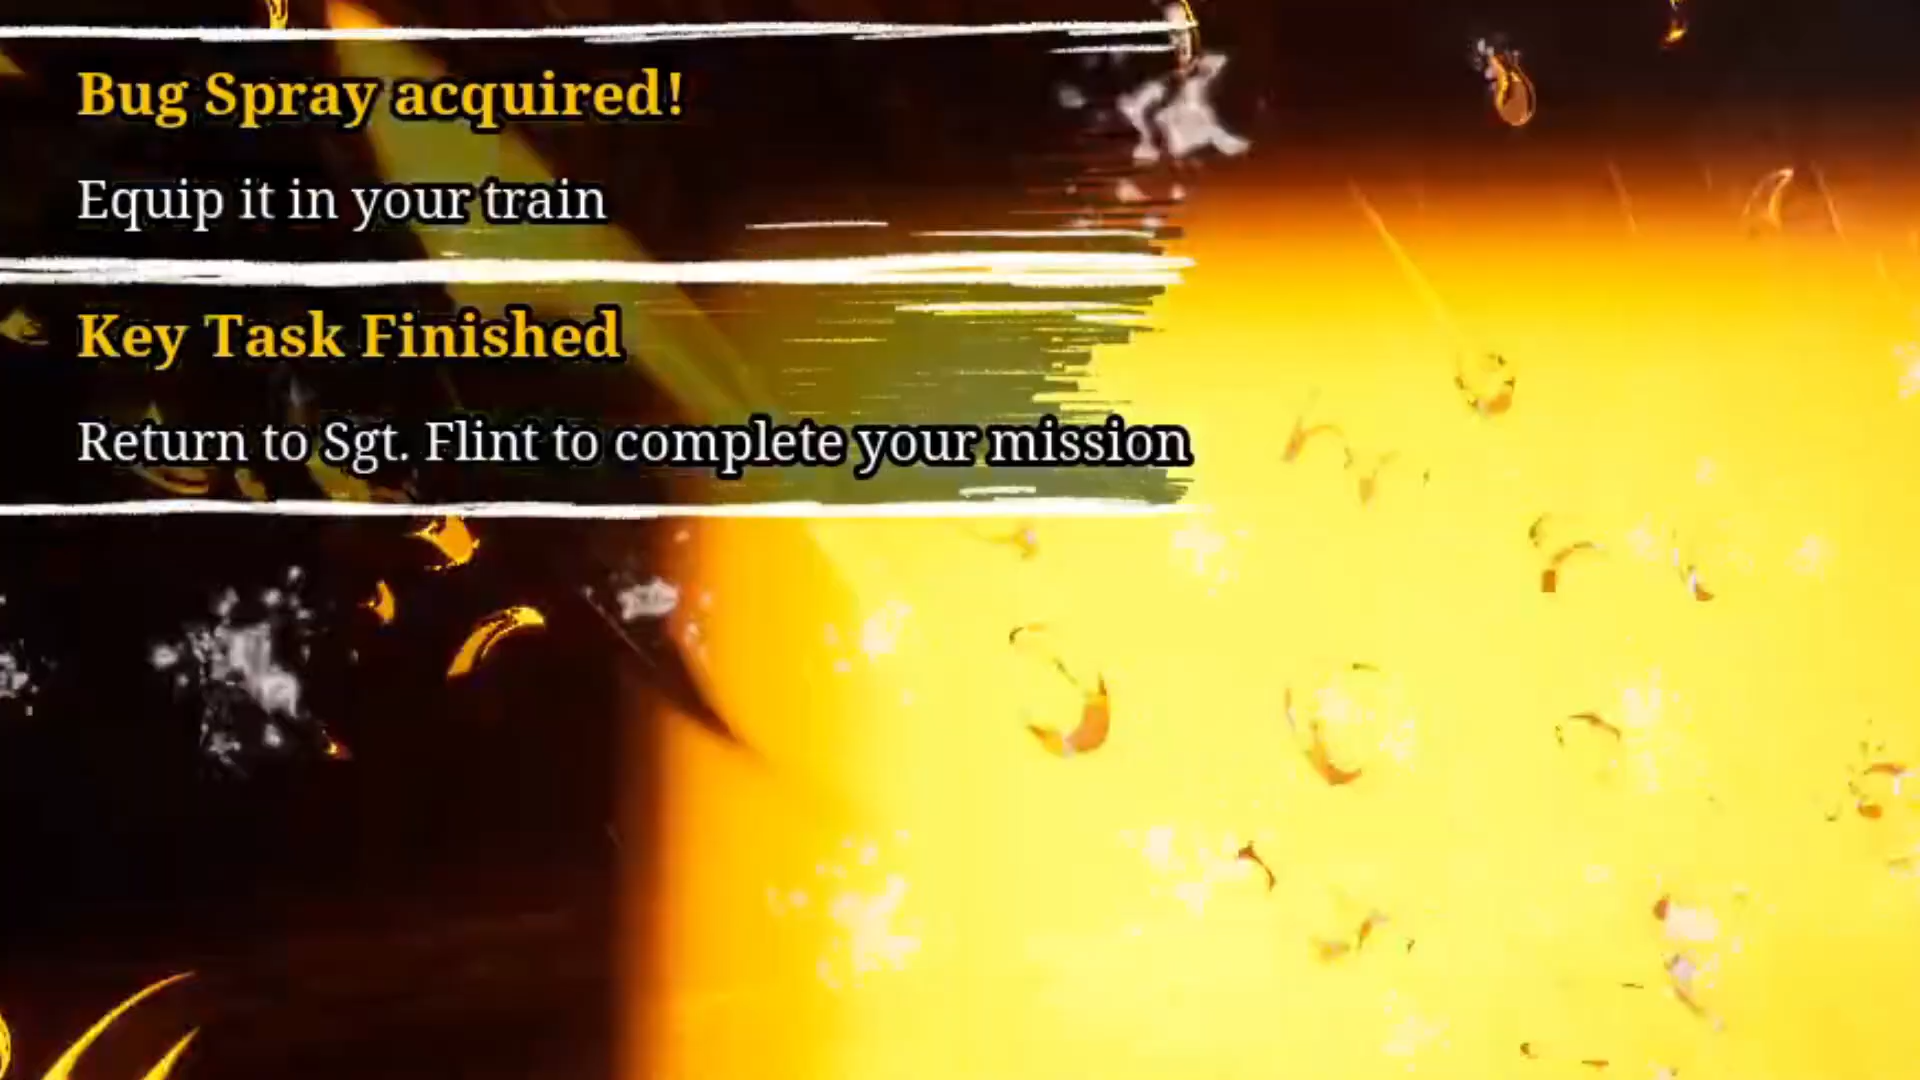 Bug Spray acquired!
Equip it in your train
Key Task Finished
Return to Sgt. Flint to complete your mission